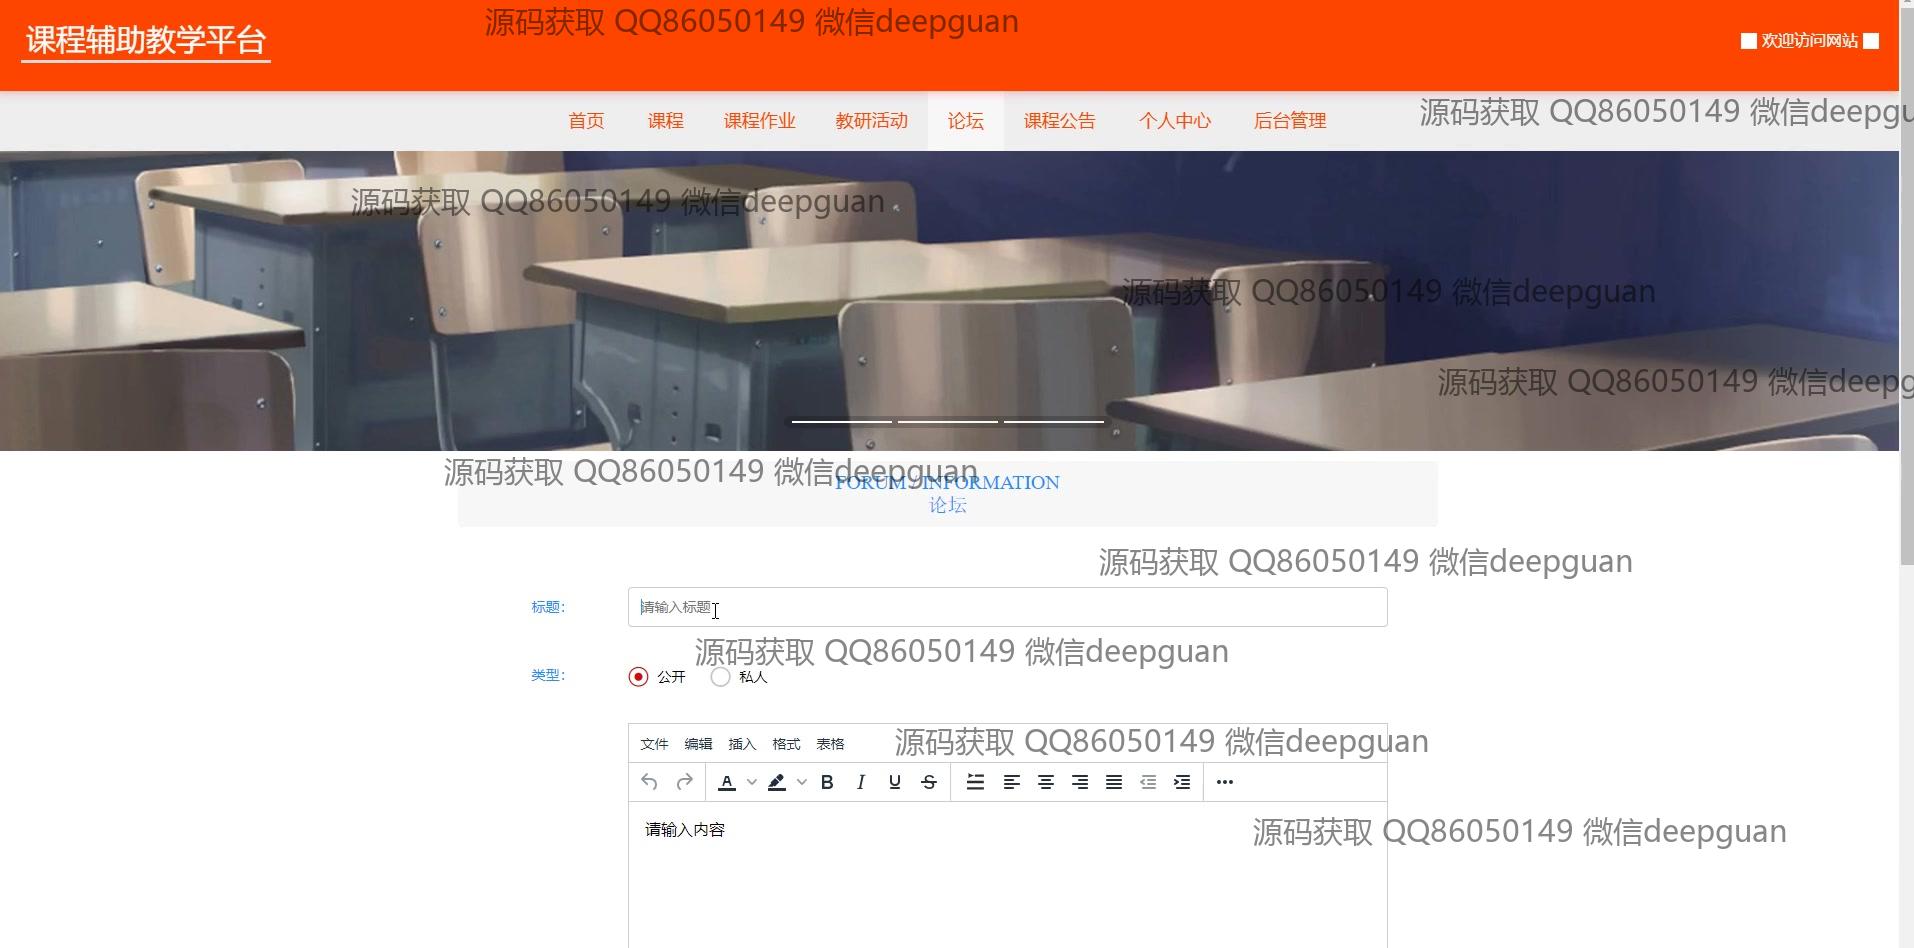 源码获取 QQ86050149 微信deepguan
课程辅助教学平台
欢迎访问网站
首页 课程 课程作业 教研活动 论坛 课程公告 个人中心 后台管理
源码获取 QQ86050149 微信deepgu
源码获取 QQ86050149 微信deepguan
源码获取 QQ86050149 微信deepguan
源码获取 QQ86050149 微信deepg
源码获取 QQ86050149 微信deepguan
FORUM / INFORMATION
论坛
源码获取 QQ86050149 微信deepguan
标题：
请输入标题
源码获取 QQ86050149 微信deepguan
类型：
公开 私人
文件 编辑 插入 格式 表格
源码获取 QQ86050149 微信deepguan
请输入内容
源码获取 QQ86050149 微信deepguan